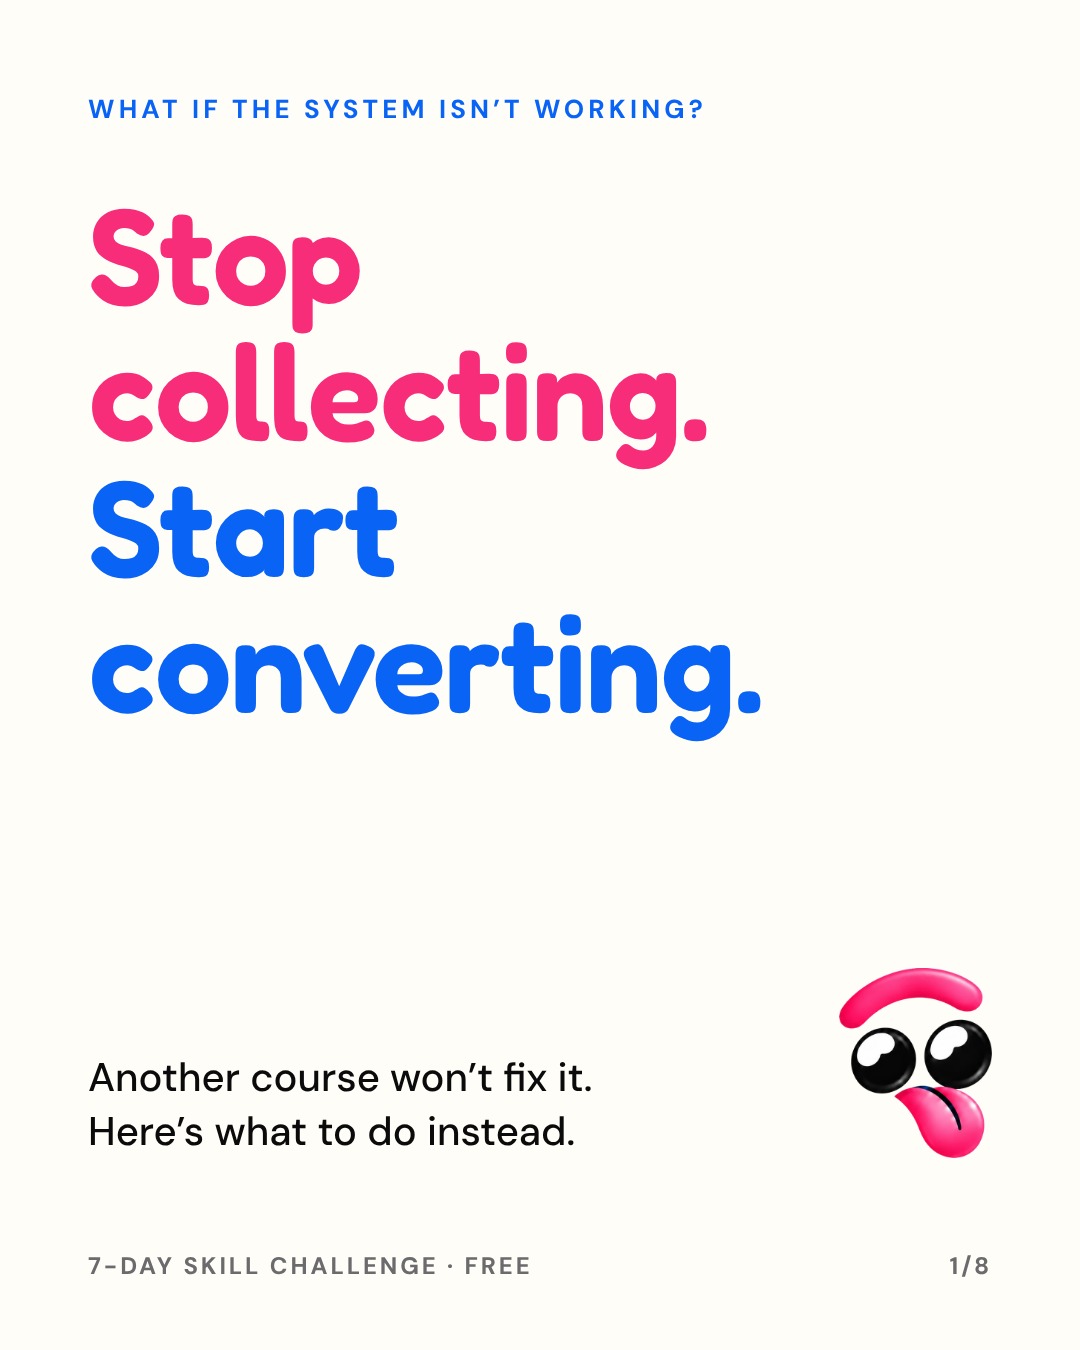 WHAT IF THE SYSTEM ISN’T WORKING?
Stop
collecting.
Start
converting.
Another course won’t fix it.
Here’s what to do instead.
7-DAY SKILL CHALLENGE · FREE
1/8